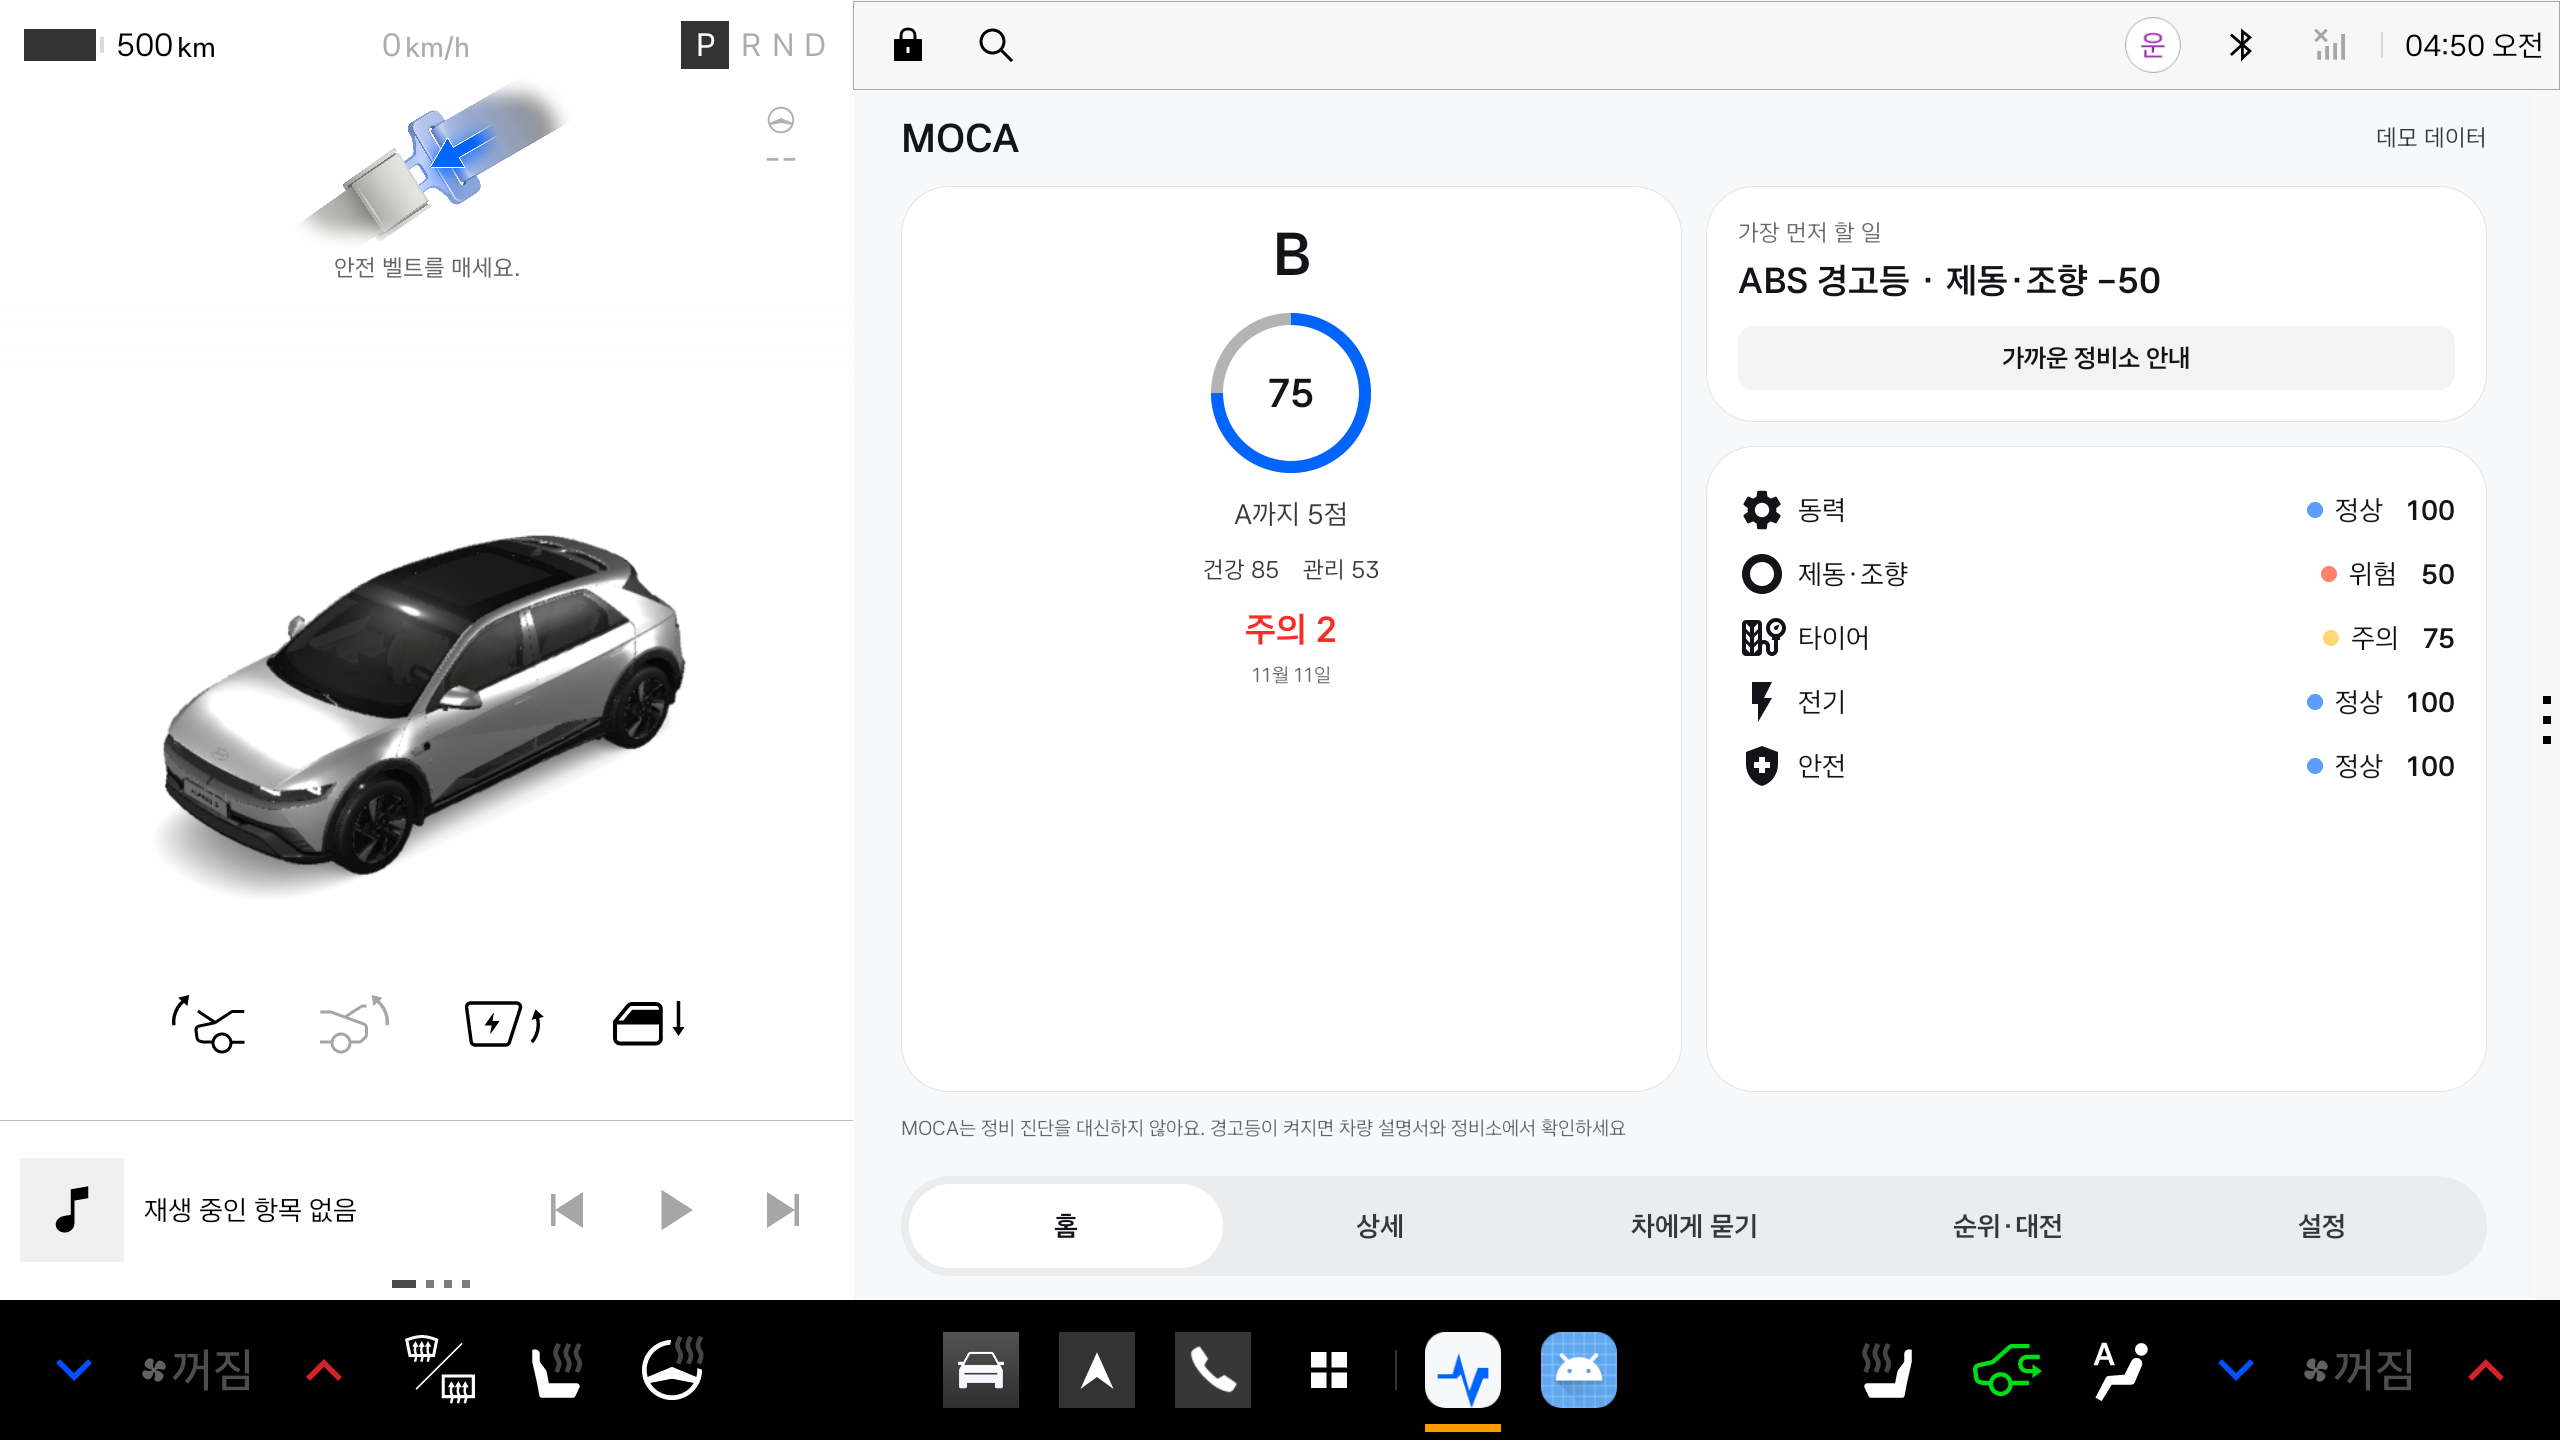 500 km
0 km/h
P R N D
운
04:50 오전
안전 벨트를 매세요.
MOCA
데모 데이터
B
75
A까지 5점
건강 85 관리 53
주의 2
11월 11일
가장 먼저 할 일
ABS 경고등 · 제동·조향 −50
가까운 정비소 안내
동력 정상 100
제동·조향 위험 50
타이어 주의 75
전기 정상 100
안전 정상 100
MOCA는 정비 진단을 대신하지 않아요. 경고등이 켜지면 차량 설명서와 정비소에서 확인하세요
재생 중인 항목 없음
홈 상세 차에게 묻기 순위·대전 설정
꺼짐
A
꺼짐